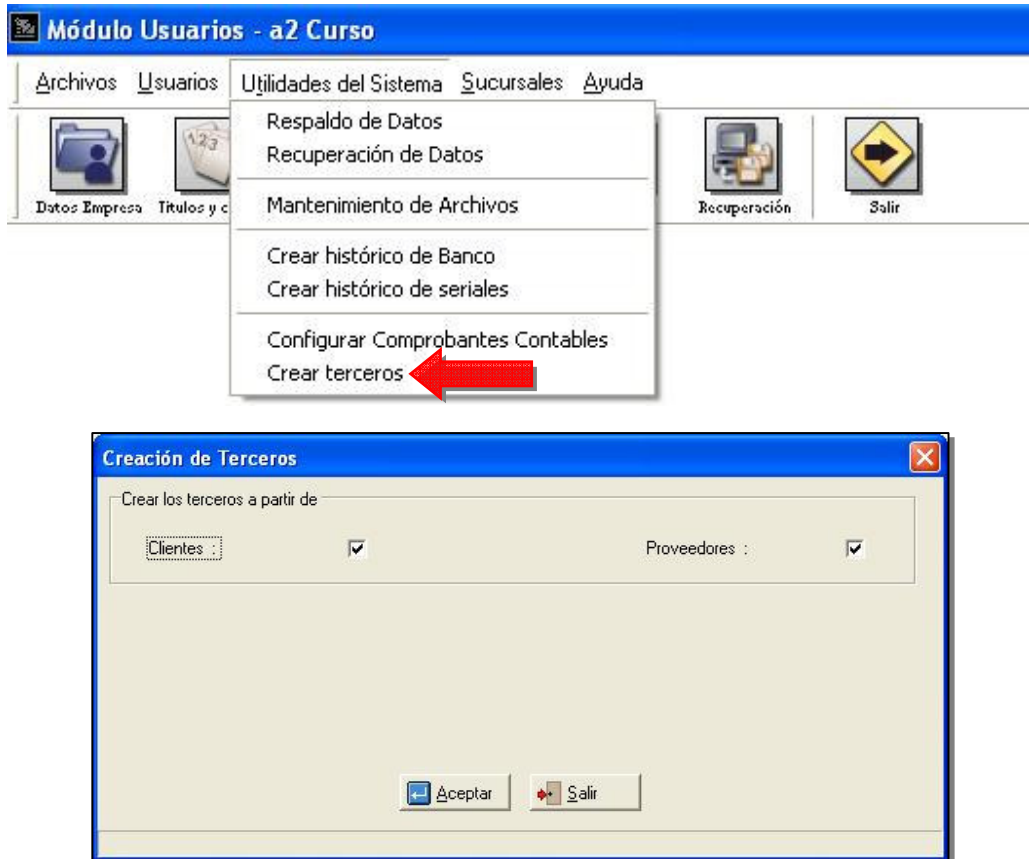 Módulo Usuarios - a2 Curso
Archivos Usuarios Utilidades del Sistema Sucursales Ayuda
Respaldo de Datos
Recuperación de Datos
Mantenimiento de Archivos
Crear histórico de Banco
Crear histórico de seriales
Configurar Comprobantes Contables
Crear terceros
123
Datos Empresa Titulos y c Recuperación Salir
Creación de Terceros
Crear los terceros a partir de
Clientes : Proveedores :
Aceptar Salir